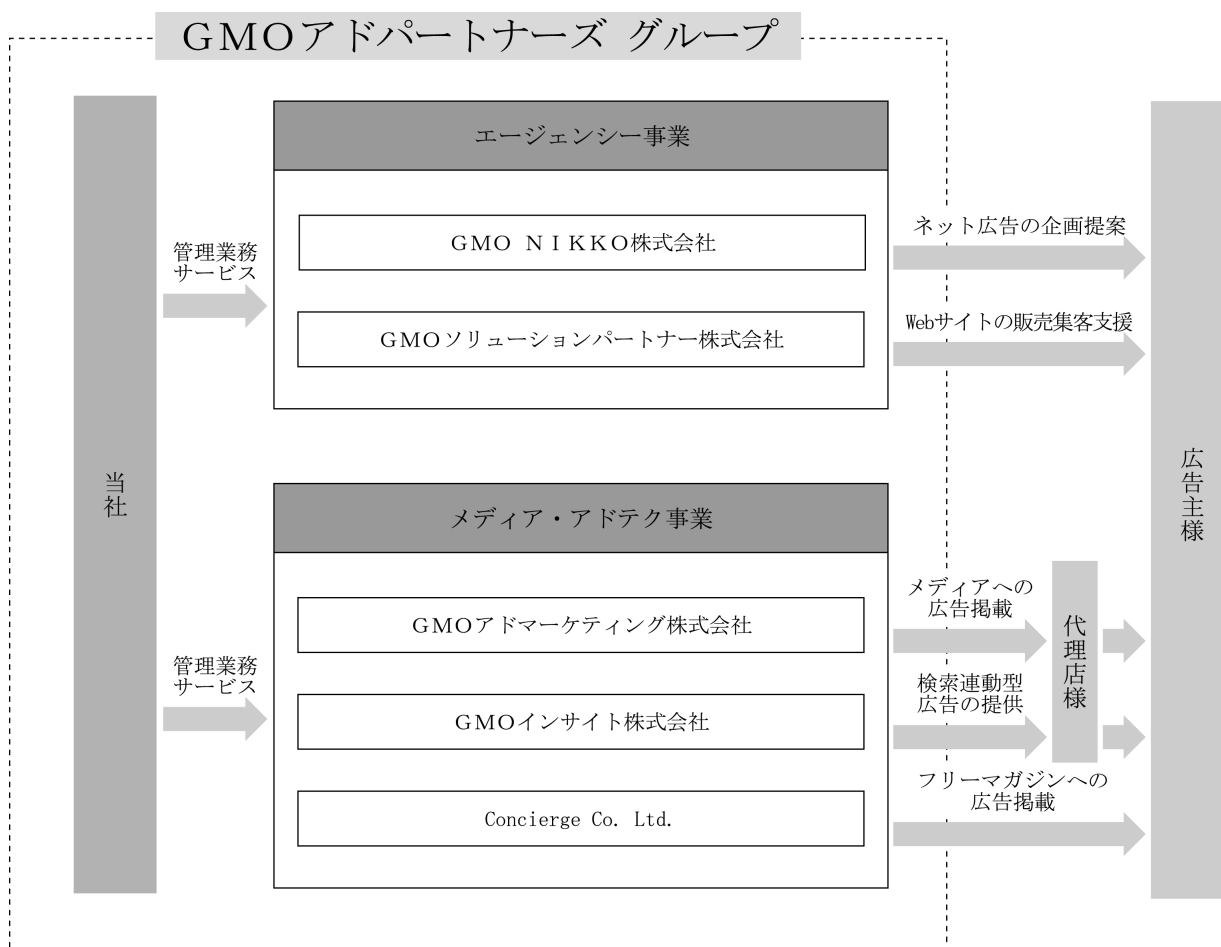 GMOアドパートナーズ グループ
当社
管理業務
サービス
エージェンシー事業
GMO NIKKO株式会社
GMOソリューションパートナー株式会社
ネット広告の企画提案
Webサイトの販売集客支援
広告主様
管理業務
サービス
メディア・アドテク事業
GMOアドマーケティング株式会社
GMOインサイト株式会社
Concierge Co. Ltd.
メディアへの
広告掲載
検索連動型
広告の提供
代理店様
フリーマガジンへの
広告掲載